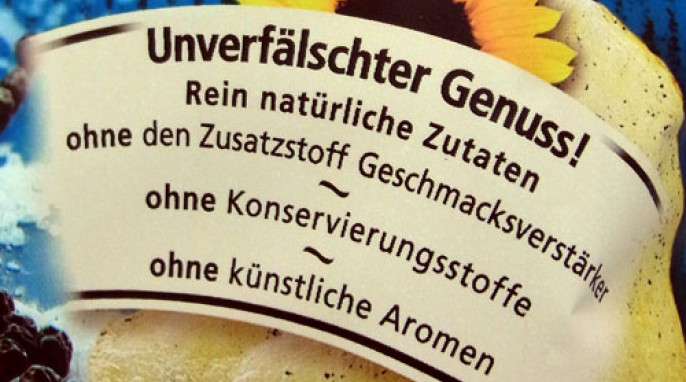 Unverfälschter Genuss!
Rein natürliche Zutaten
ohne den Zusatzstoff Geschmacksverstärker
~
ohne Konservierungsstoffe
~
ohne künstliche Aromen